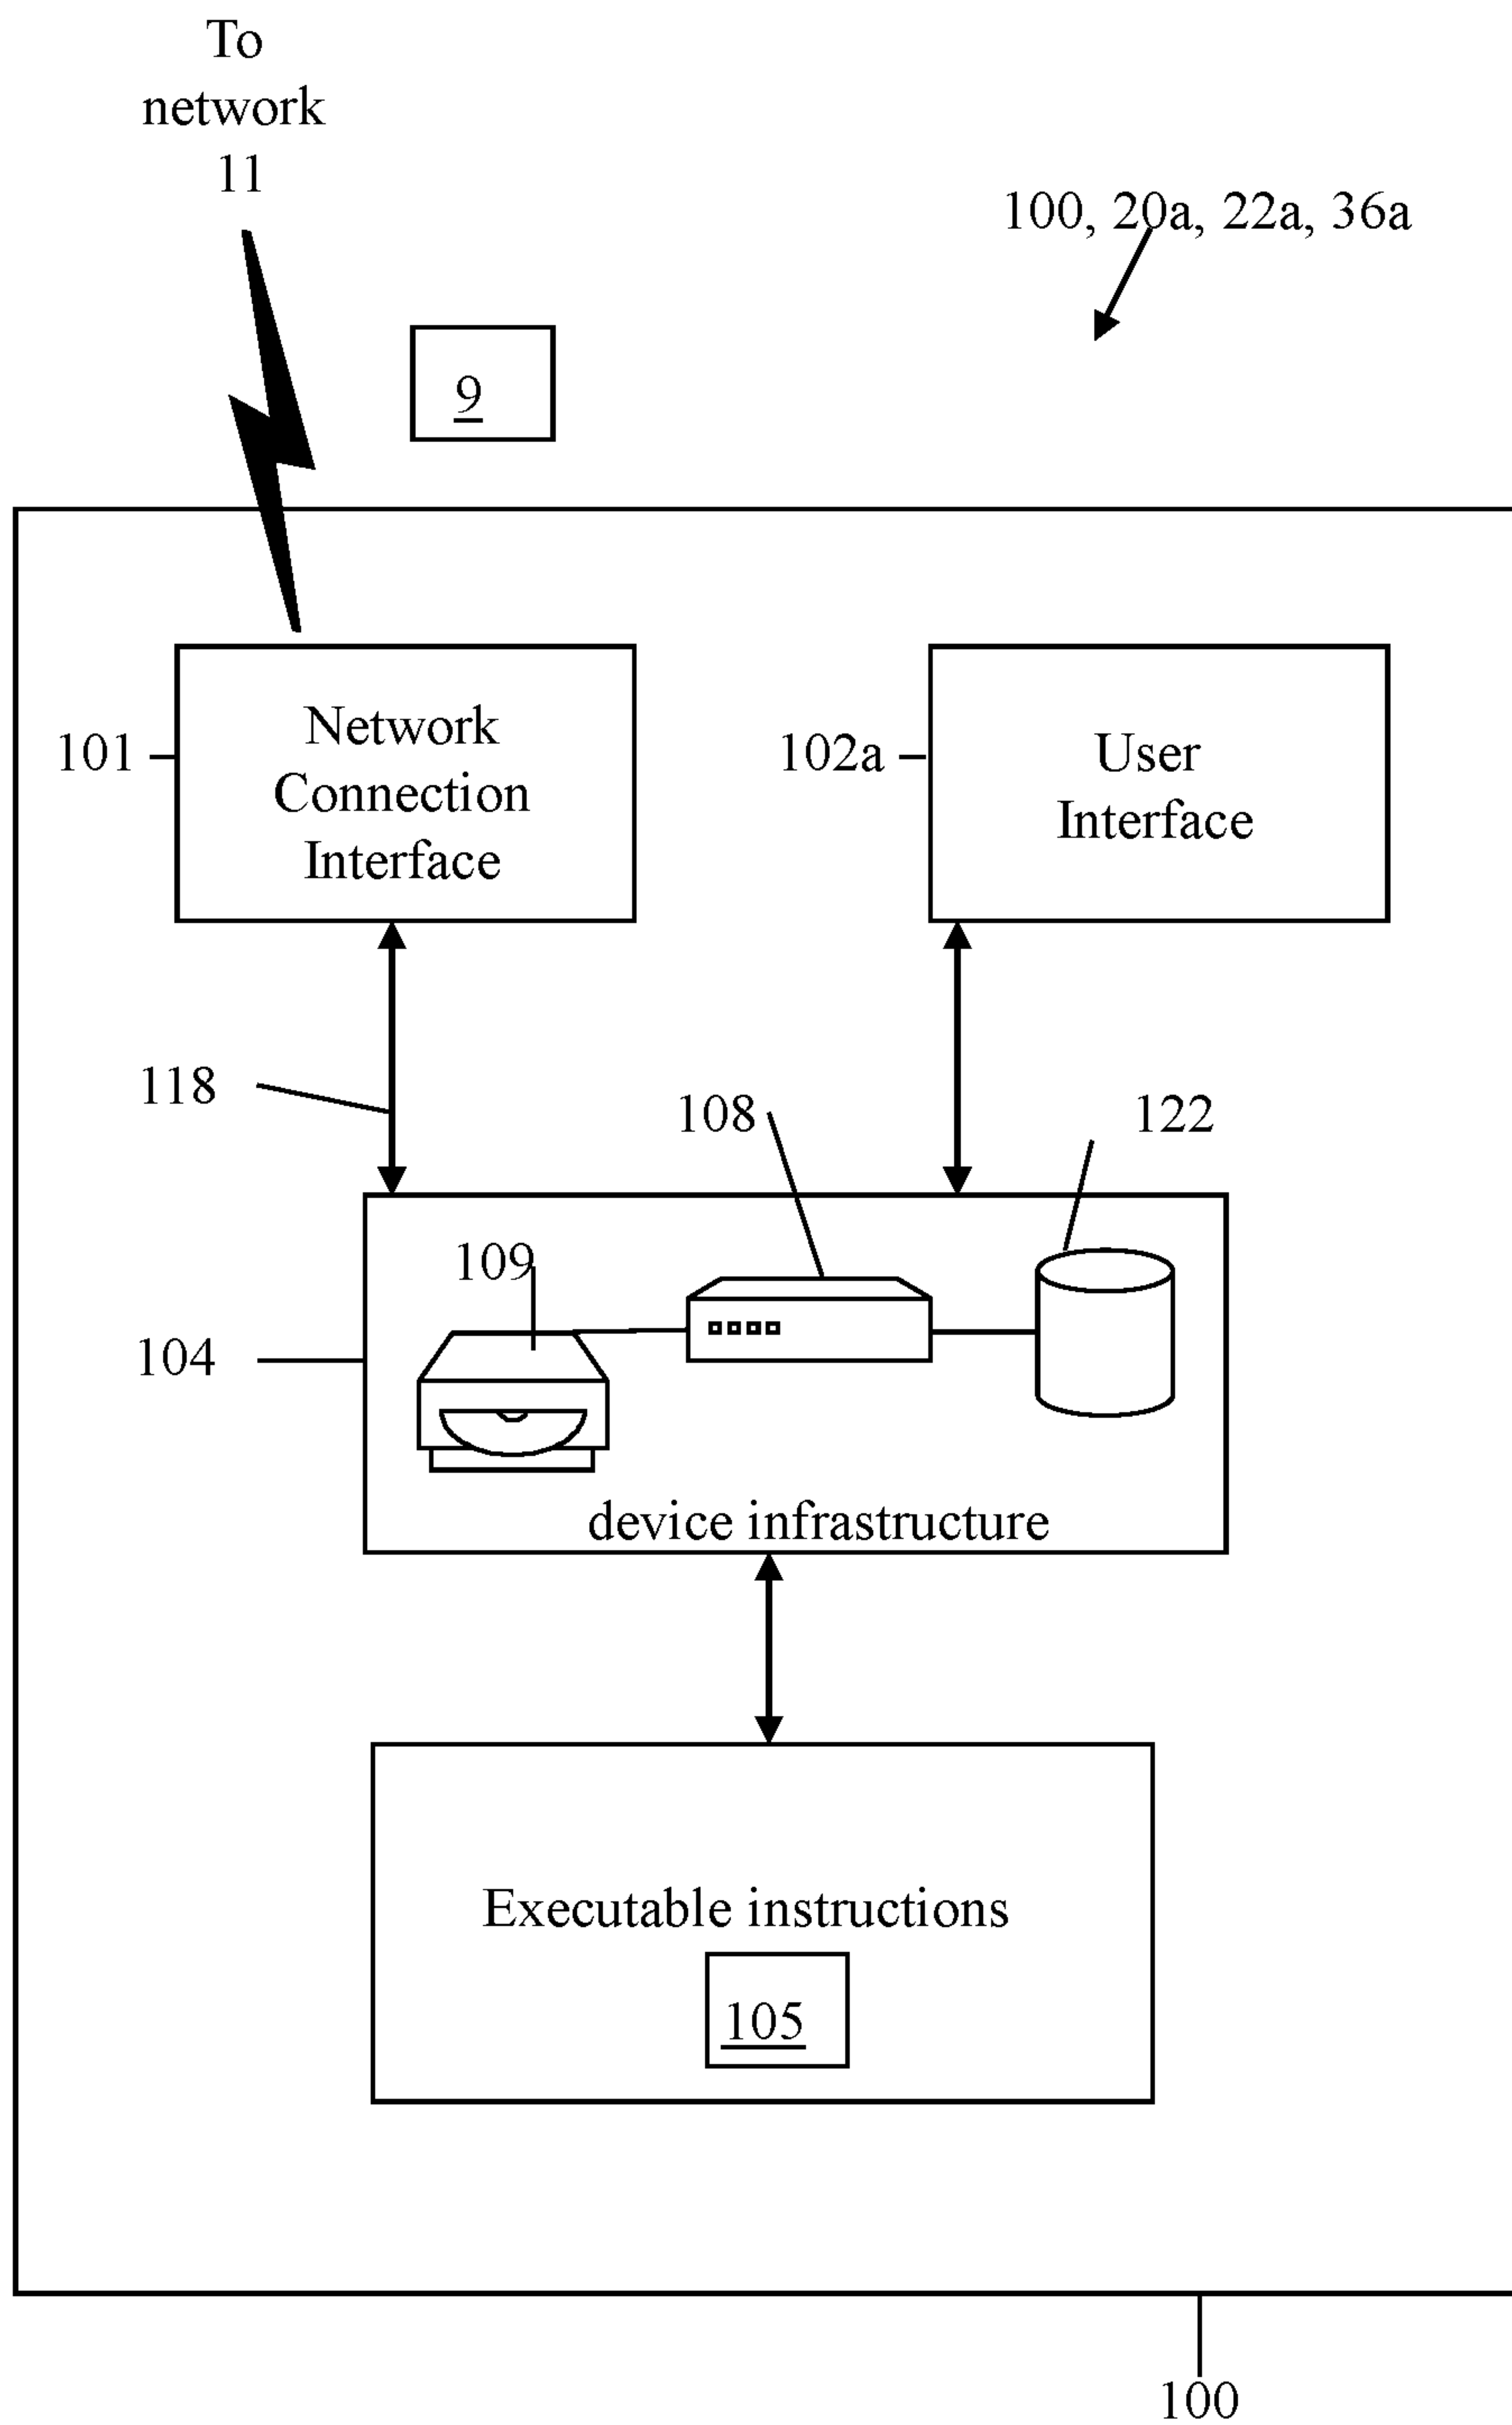 To
network
11
100, 20a, 22a, 36a
9
101
Network
Connection
Interface
102a
User
Interface
118
108
122
109
104
device infrastructure
Executable instructions
105
100